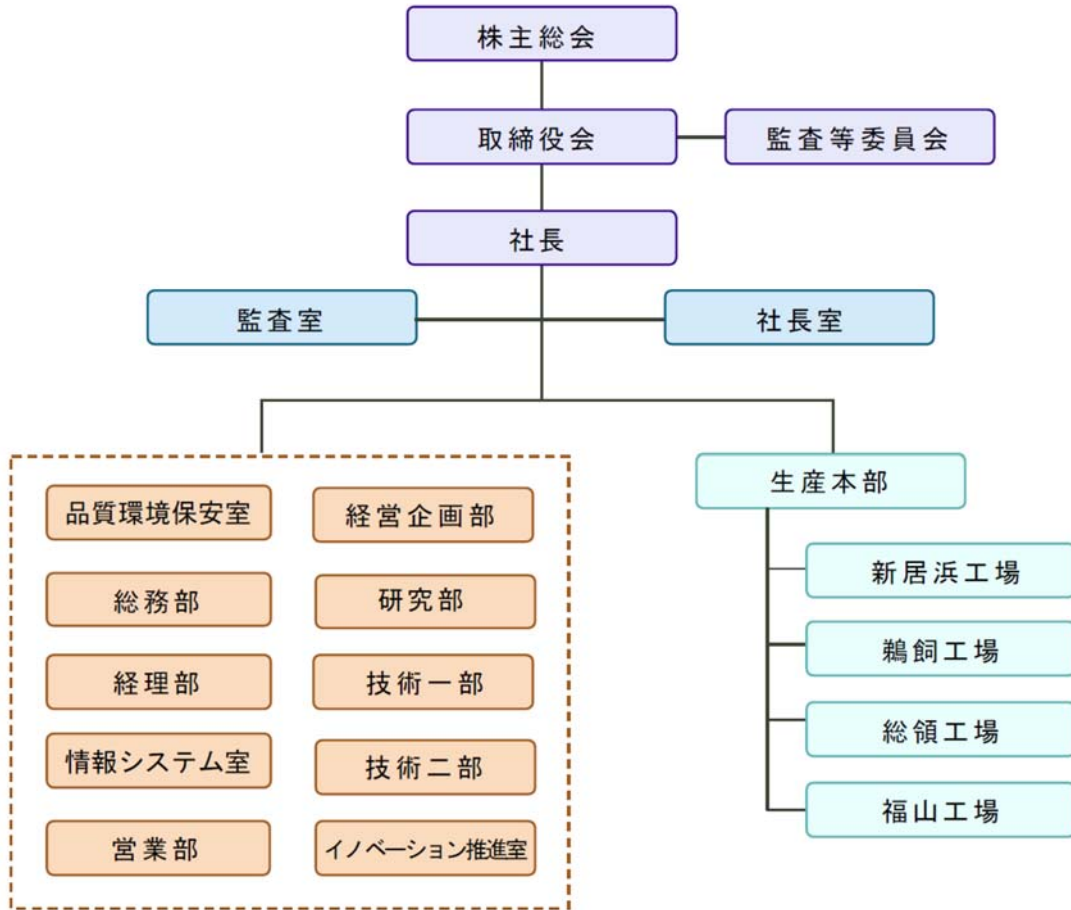 株主総会
取締役会
監査等委員会
社長
監査室
社長室
品質環境保安室
経営企画部
総務部
研究部
経理部
技術一部
情報システム室
技術二部
営業部
イノベーション推進室
生産本部
新居浜工場
鵜飼工場
総領工場
福山工場